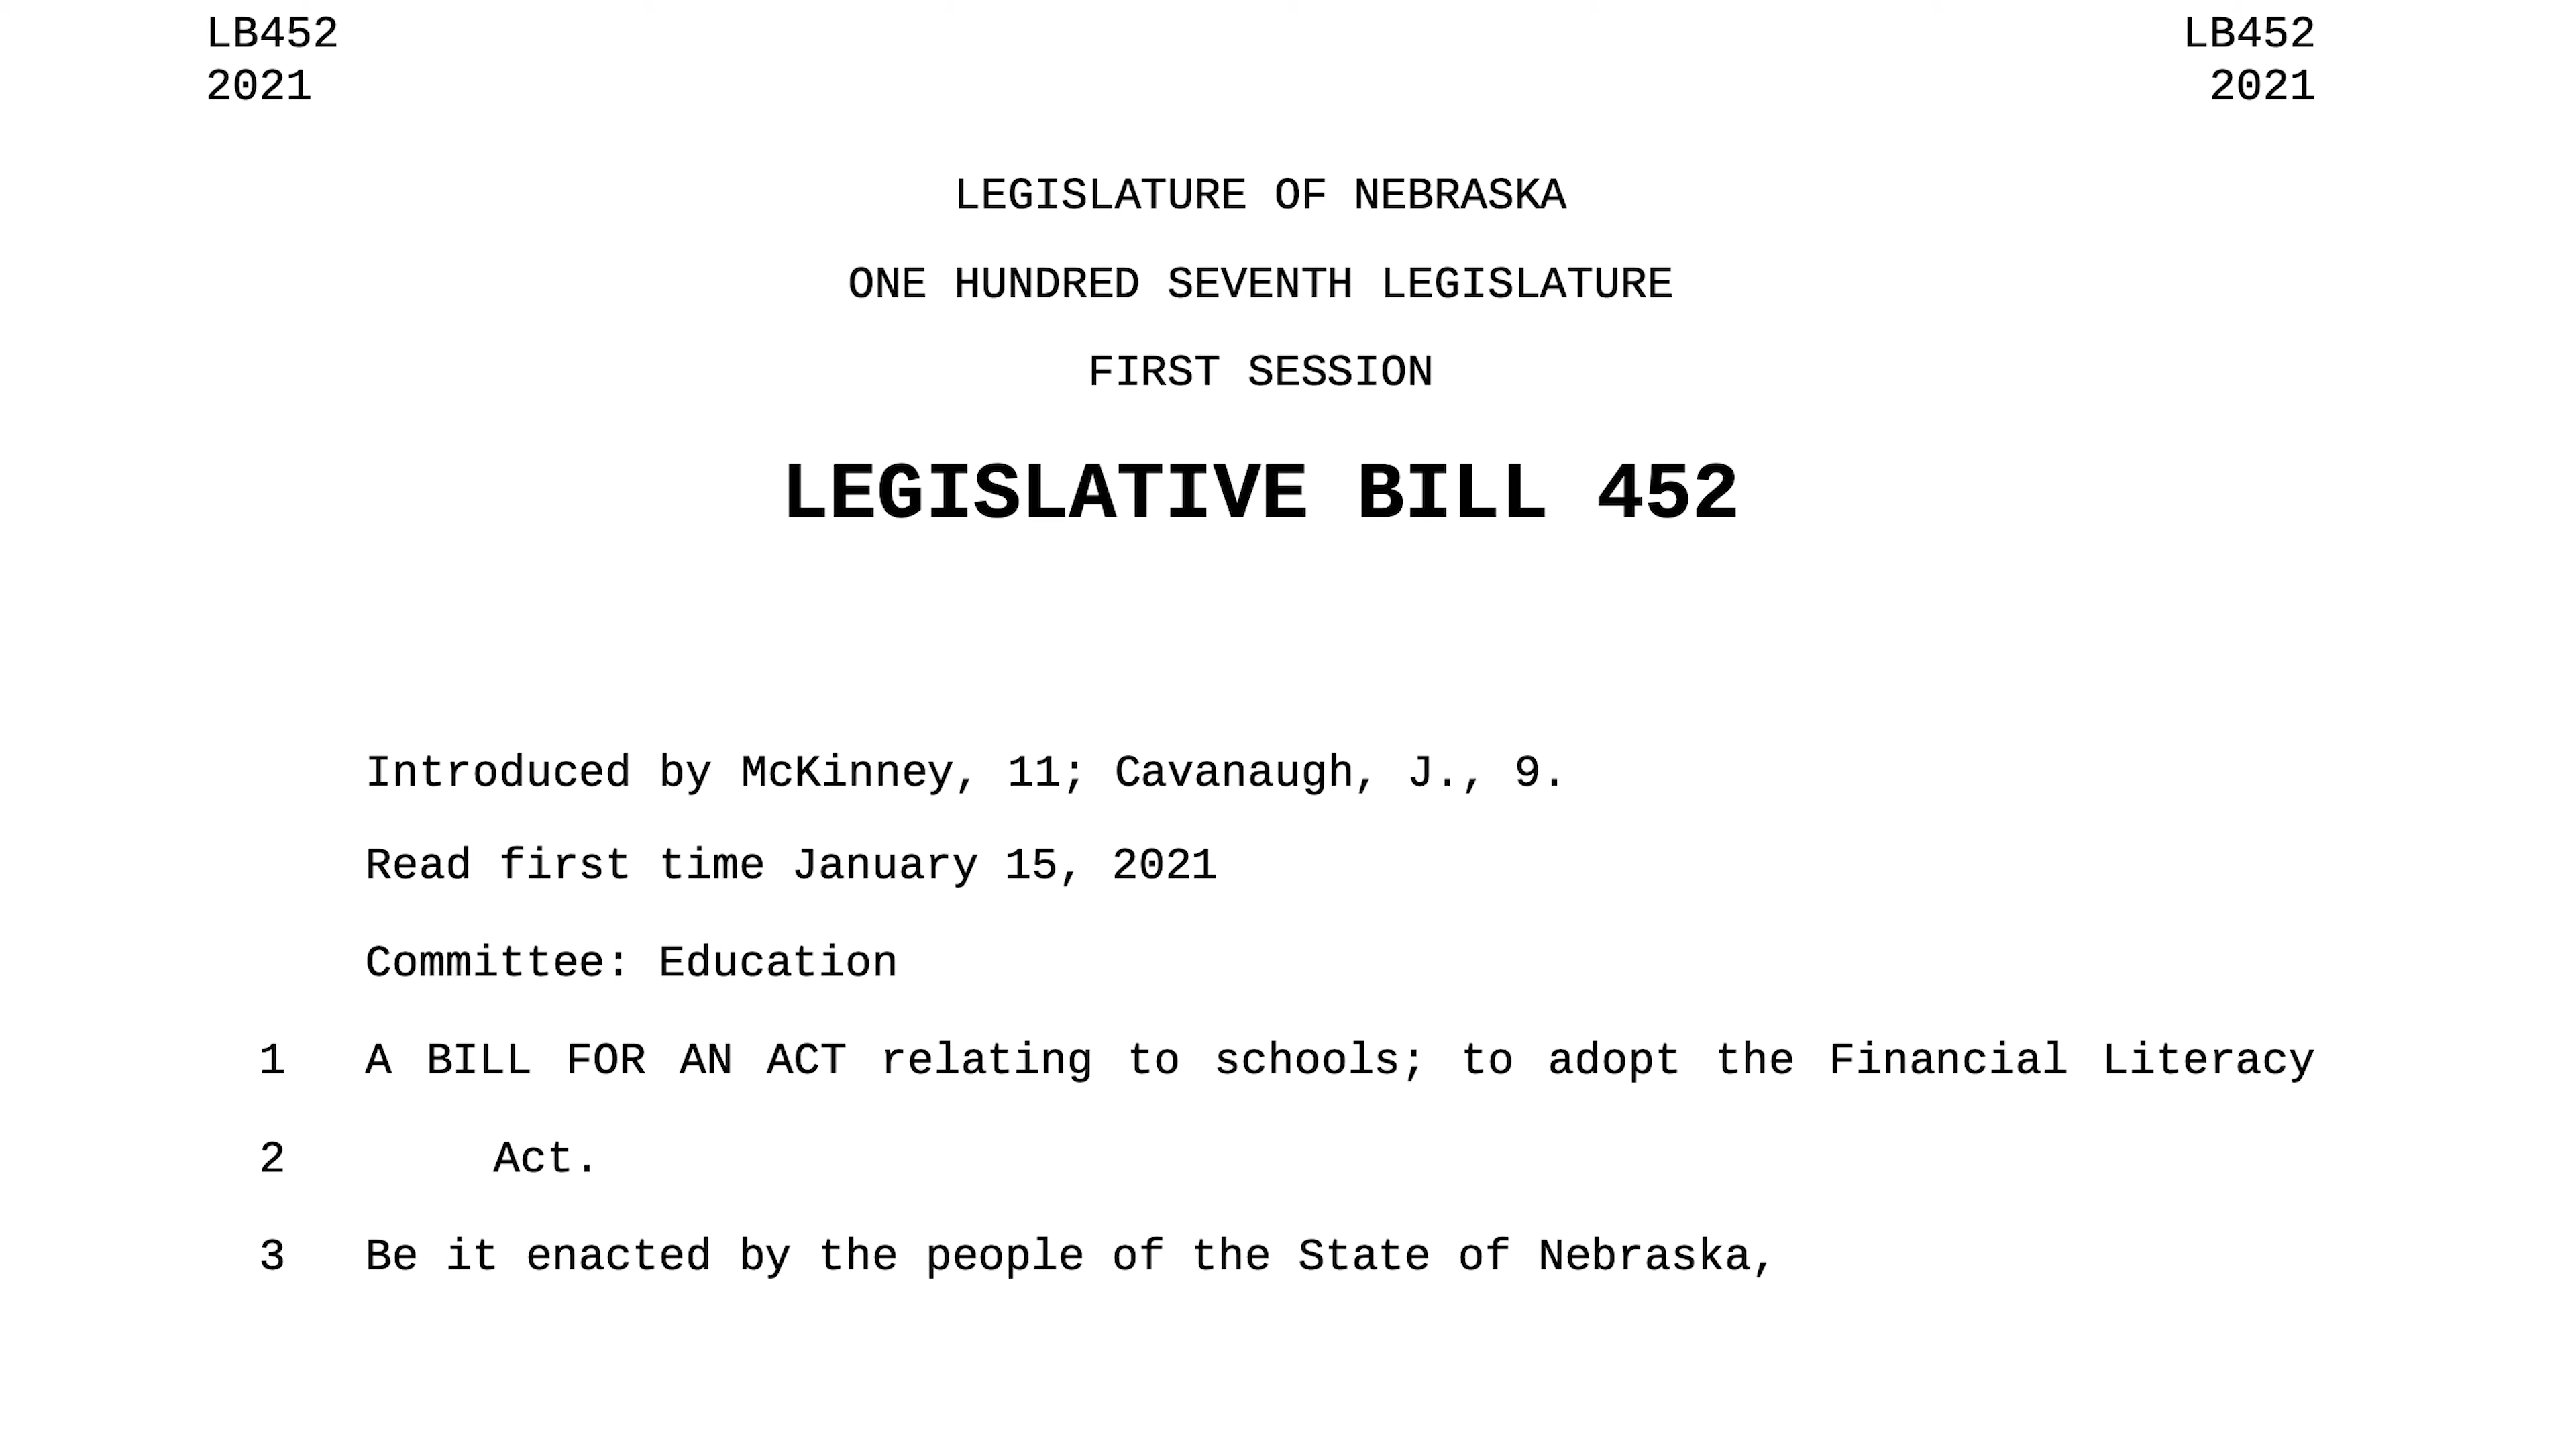 LB452 LB452
2021 2021
LEGISLATURE OF NEBRASKA
ONE HUNDRED SEVENTH LEGISLATURE
FIRST SESSION
LEGISLATIVE BILL 452
Introduced by McKinney, 11; Cavanaugh, J., 9.
Read first time January 15, 2021
Committee: Education
1 A BILL FOR AN ACT relating to schools; to adopt the Financial Literacy
2 Act.
3 Be it enacted by the people of the State of Nebraska,